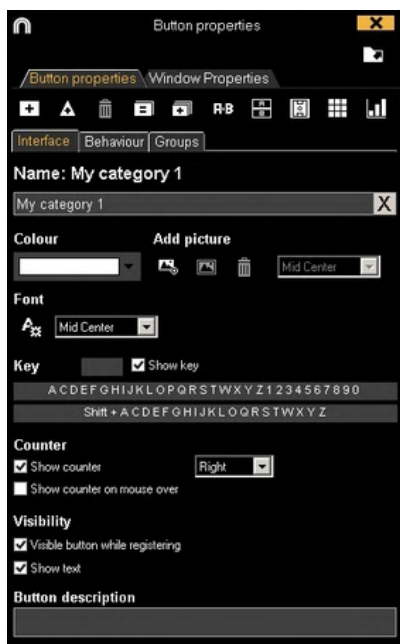 Button properties
Button properties Window Properties
A-B A B
Interface Behaviour Groups
Name: My category 1
My category 1 X
Colour Add picture
Mid Center
Font
A Mid Center
Key Show key
A C D E F G H I J K L O P Q R S T W X Y Z 1 2 3 4 5 6 7 8 9 0
Shift + A C D E F G H I J K L O Q R S T W X Y Z
Counter
Show counter Right
Show counter on mouse over
Visibility
Visible button while registering
Show text
Button description